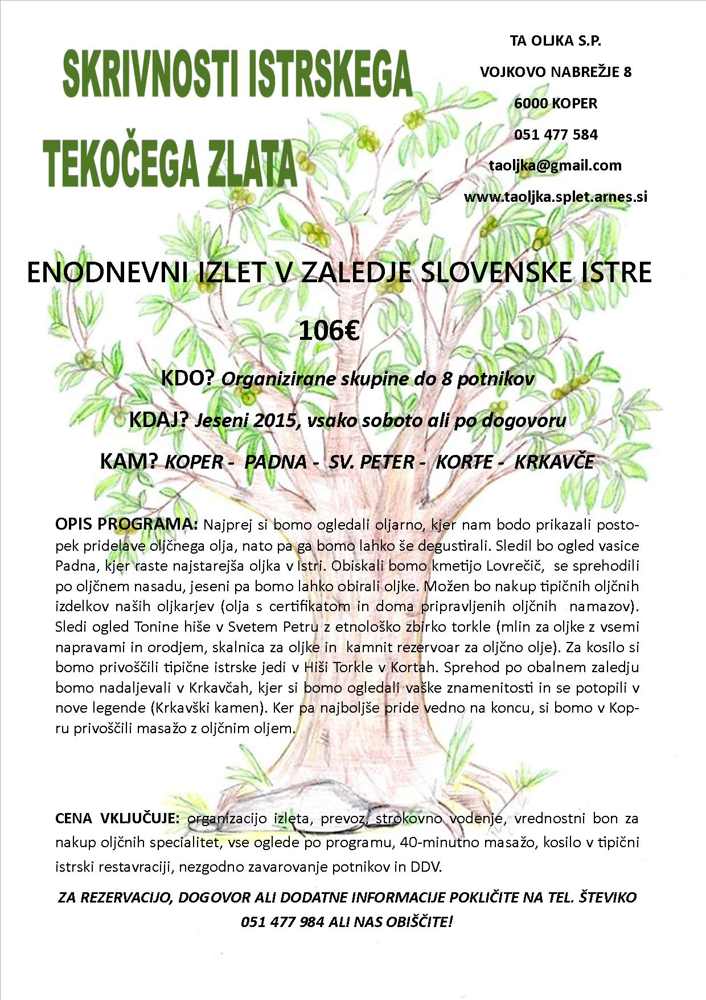 SKRIVNOSTI ISTRSKEGA
TEKOČEGA ZLATA
TA OLJKA S.P.
VOJKOVO NABREŽJE 8
6000 KOPER
051 477 584
taoljka@gmail.com
www.taoljka.splet.arnes.si
ENODNEVNI IZLET V ZALEDJE SLOVENSKE ISTRE
106€
KDO? Organizirane skupine do 8 potnikov
KDAJ? Jeseni 2015, vsako soboto ali po dogovoru
KAM? KOPER - PADNA - SV. PETER - KORTE - KRKAVČE
OPIS PROGRAMA: Najprej si bomo ogledali oljarno, kjer nam bodo prikazali posto-
pek pridelave oljčnega olja, nato pa ga bomo lahko še degustirali. Sledil bo ogled vasice
Padna, kjer raste najstarejša oljka v Istri. Obiskali bomo kmetijo Lovrečič, se sprehodili
po oljčnem nasadu, jeseni pa bomo lahko obirali oljke. Možen bo nakup tipičnih oljčnih
izdelkov naših oljkarjev (olja s certifikatom in doma pripravljenih oljčnih namazov).
Sledi ogled Tonine hiše v Svetem Petru z etnološko zbirko torkle (mlin za oljke z vsemi
napravami in orodjem, skalnica za oljke in kamnit rezervoar za oljčno olje). Za kosilo si
bomo privoščili tipične istrske jedi v Hiši Torkle v Kortah. Sprehod po obalnem zaledju
bomo nadaljevali v Krkavčah, kjer si bomo ogledali vaške znamenitosti in se potopili v
nove legende (Krkavški kamen). Ker pa najboljše pride vedno na koncu, si bomo v Kop-
ru privoščili masažo z oljčnim oljem.
CENA VKLJUČUJE: organizacijo izleta, prevoz, strokovno vodenje, vrednostni bon za
nakup oljčnih specialitet, vse oglede po programu, 40-minutno masažo, kosilo v tipični
istrski restavraciji, nezgodno zavarovanje potnikov in DDV.
ZA REZERVACIJO, DOGOVOR ALI DODATNE INFORMACIJE POKLIČITE NA TEL. ŠTEVIKO
051 477 984 ALI NAS OBIŠČITE!